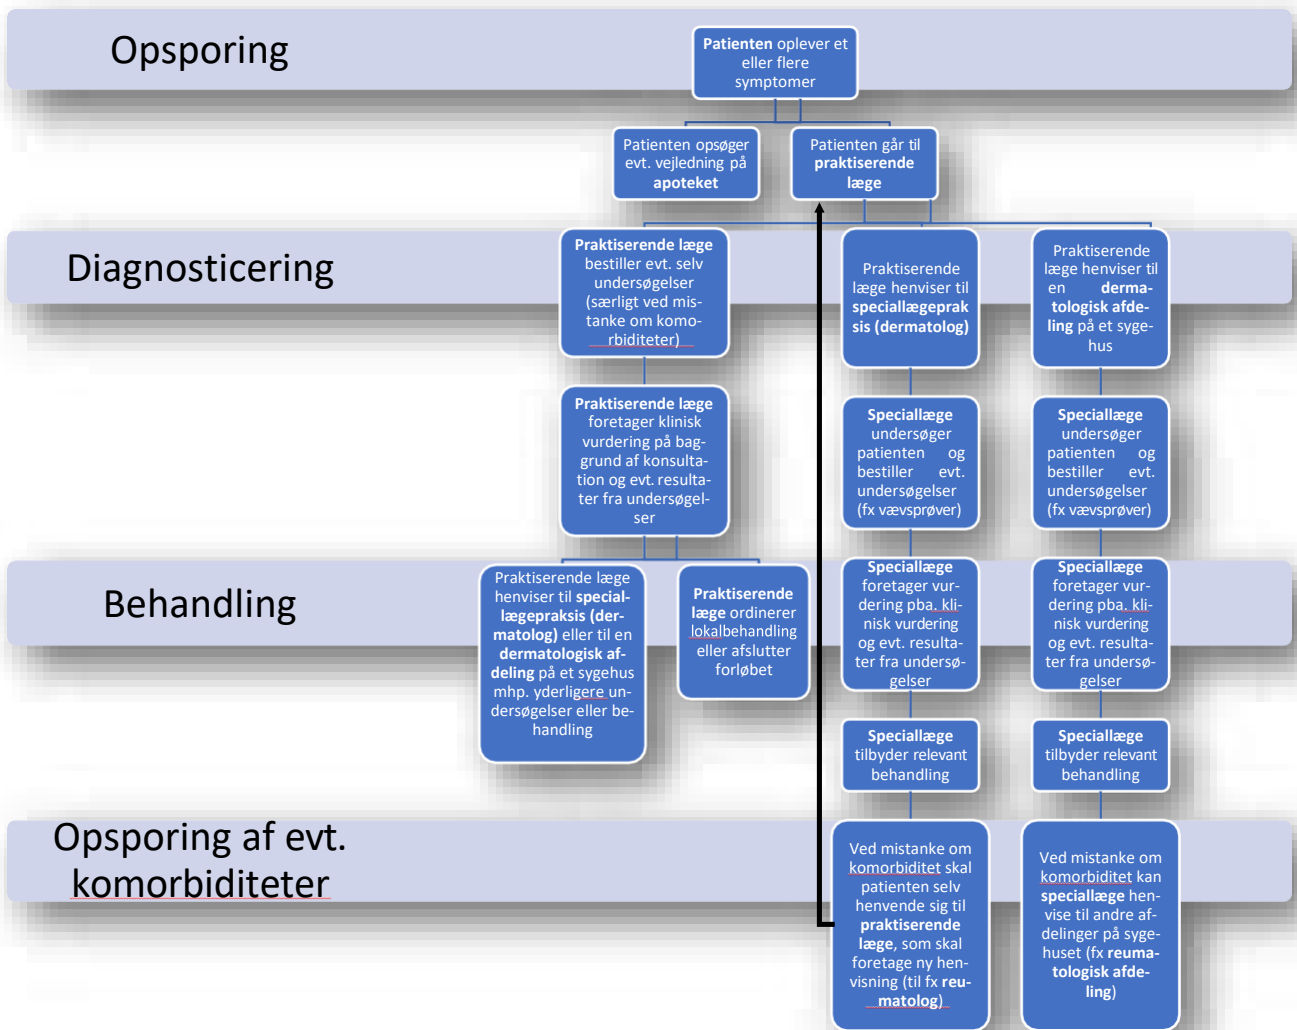 Opsporing
Patienten oplever et
eller flere
symptomer
Patienten opsøger
evt. vejledning på
apoteket
Patienten går til
praktiserende
læge
Diagnosticering
Praktiserende læge
bestiller evt. selv
undersøgelser
(særligt ved mis-
tanke om komo-
rbiditeter)
Praktiserende
læge henviser til
speciallægeprak
sis (dermatolog)
Praktiserende
læge henviser til
en derma-
tologisk afde-
ling på et syge-
hus
Praktiserende læge
foretager klinisk
vurdering på bag-
grund af konsulta-
tion og evt. resulta-
ter fra undersøgel-
ser
Speciallæge
undersøger
patienten og
bestiller evt.
undersøgelser
(fx vævsprøver)
Speciallæge
undersøger
patienten og
bestiller evt.
undersøgelser
(fx vævsprøver)
Behandling
Praktiserende læge
henviser til special-
lægepraksis (der-
matolog) eller til en
dermatologisk af-
deling på et sygehus
mhp. yderligere un-
dersøgelser eller be-
handling
Praktiserende
læge ordinerer
lokalbehandling
eller afslutter
forløbet
Speciallæge
foretager vur-
dering pba. kli-
nisk vurdering
og evt. resulta-
ter fra undersø-
gelser
Speciallæge
foretager vur-
dering pba. kli-
nisk vurdering
og evt. resulta-
ter fra undersø-
gelser
Speciallæge
tilbyder relevant
behandling
Speciallæge
tilbyder relevant
behandling
Opsporing af evt.
komorbiditeter
Ved mistanke om
komorbiditet skal
patienten selv
henvende sig til
praktiserende
læge, som skal
foretage ny hen-
visning (til fx reu-
matolog)
Ved mistanke om
komorbiditet kan
speciallæge hen-
vise til andre af-
delinger på syge-
huset (fx reuma-
tologisk afde-
ling)